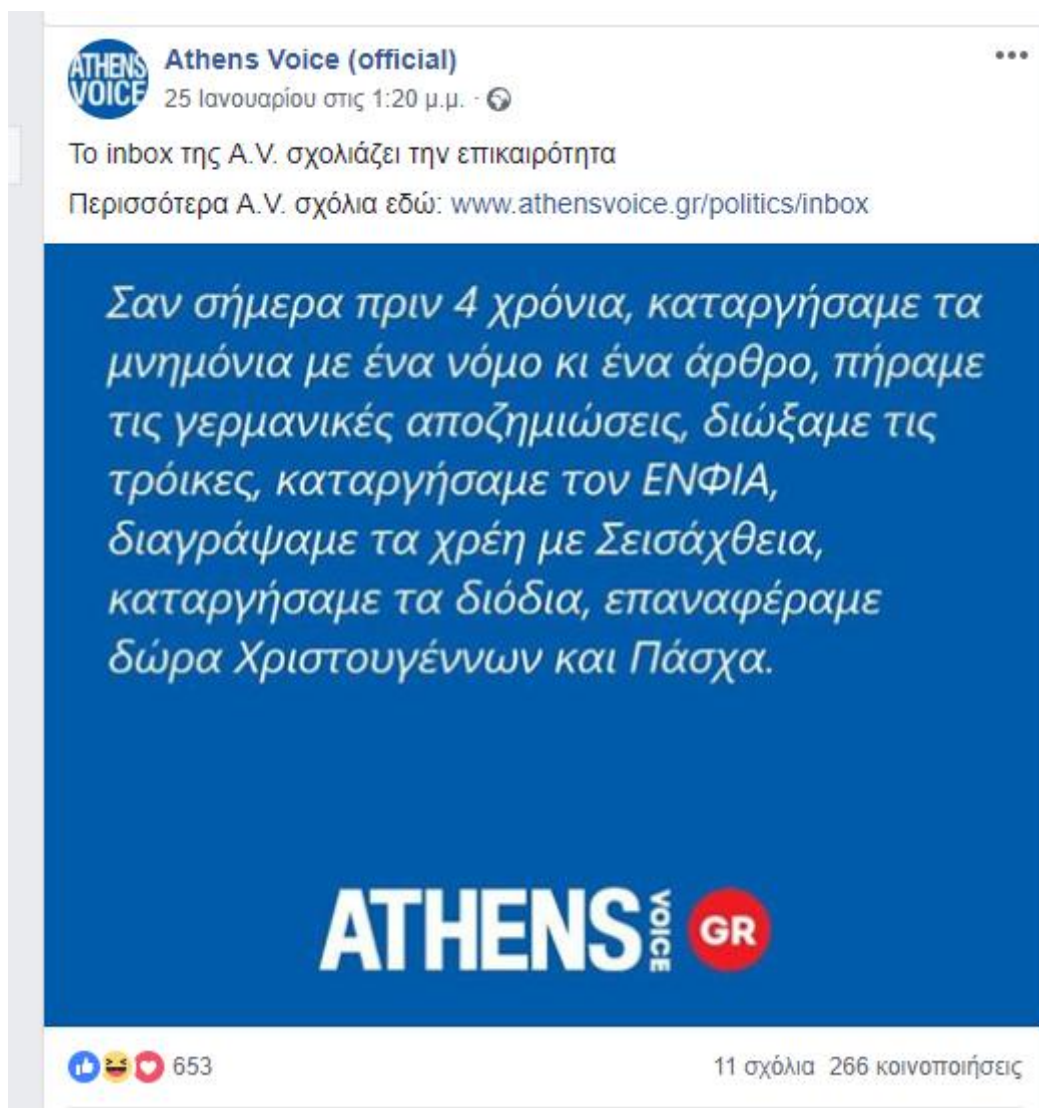 ATHENS
VOICE
Athens Voice (official)
25 Ιανουαρίου στις 1:20 μ.μ. ·
Το inbox της A.V. σχολιάζει την επικαιρότητα
Περισσότερα A.V. σχόλια εδώ: www.athensvoice.gr/politics/inbox
Σαν σήμερα πριν 4 χρόνια, καταργήσαμε τα
μνημόνια με ένα νόμο κι ένα άρθρο, πήραμε
τις γερμανικές αποζημιώσεις, διώξαμε τις
τρόικες, καταργήσαμε τον ΕΝΦΙΑ,
διαγράψαμε τα χρέη με Σεισάχθεια,
καταργήσαμε τα διόδια, επαναφέραμε
δώρα Χριστουγέννων και Πάσχα.
ATHENS VOICE GR
653
11 σχόλια 266 κοινοποιήσεις